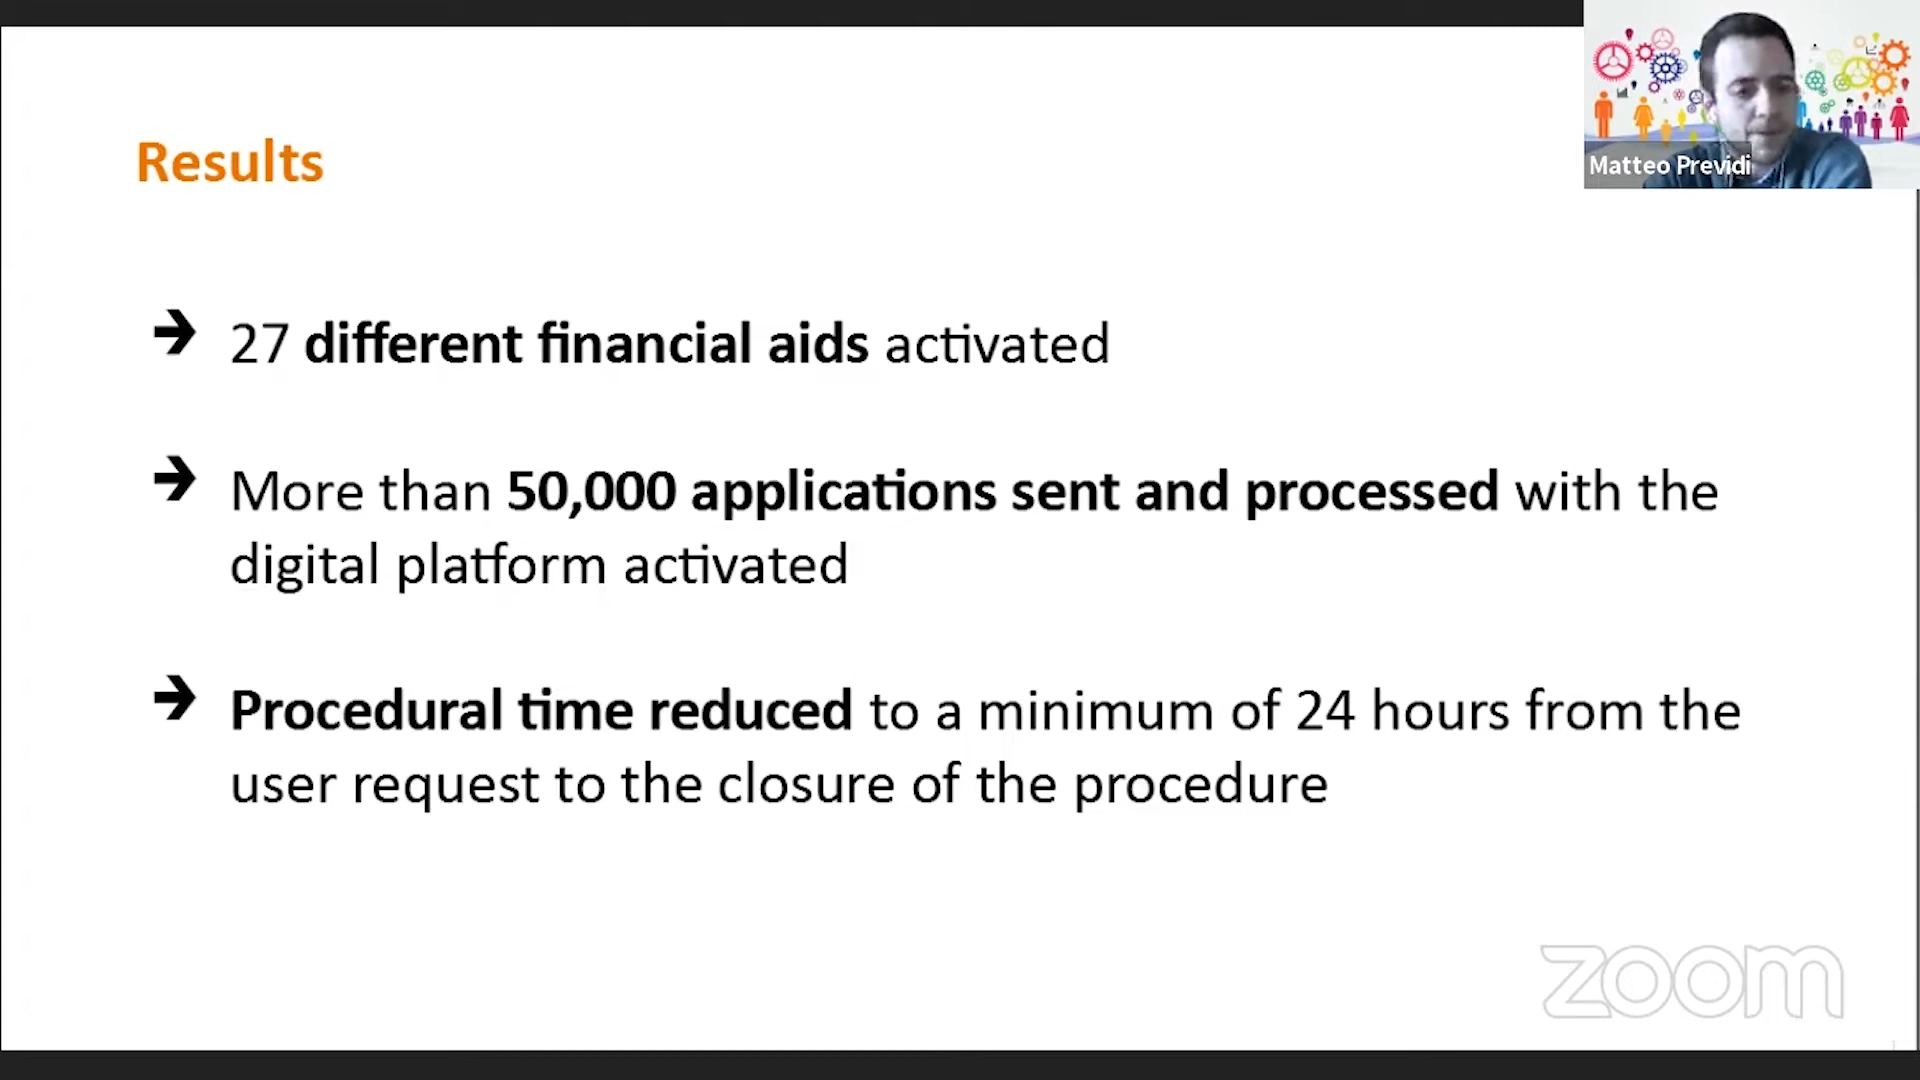 Matteo Previdi
Results
➔ 27 different financial aids activated
➔ More than 50,000 applications sent and processed with the
digital platform activated
➔ Procedural time reduced to a minimum of 24 hours from the
user request to the closure of the procedure
zoom